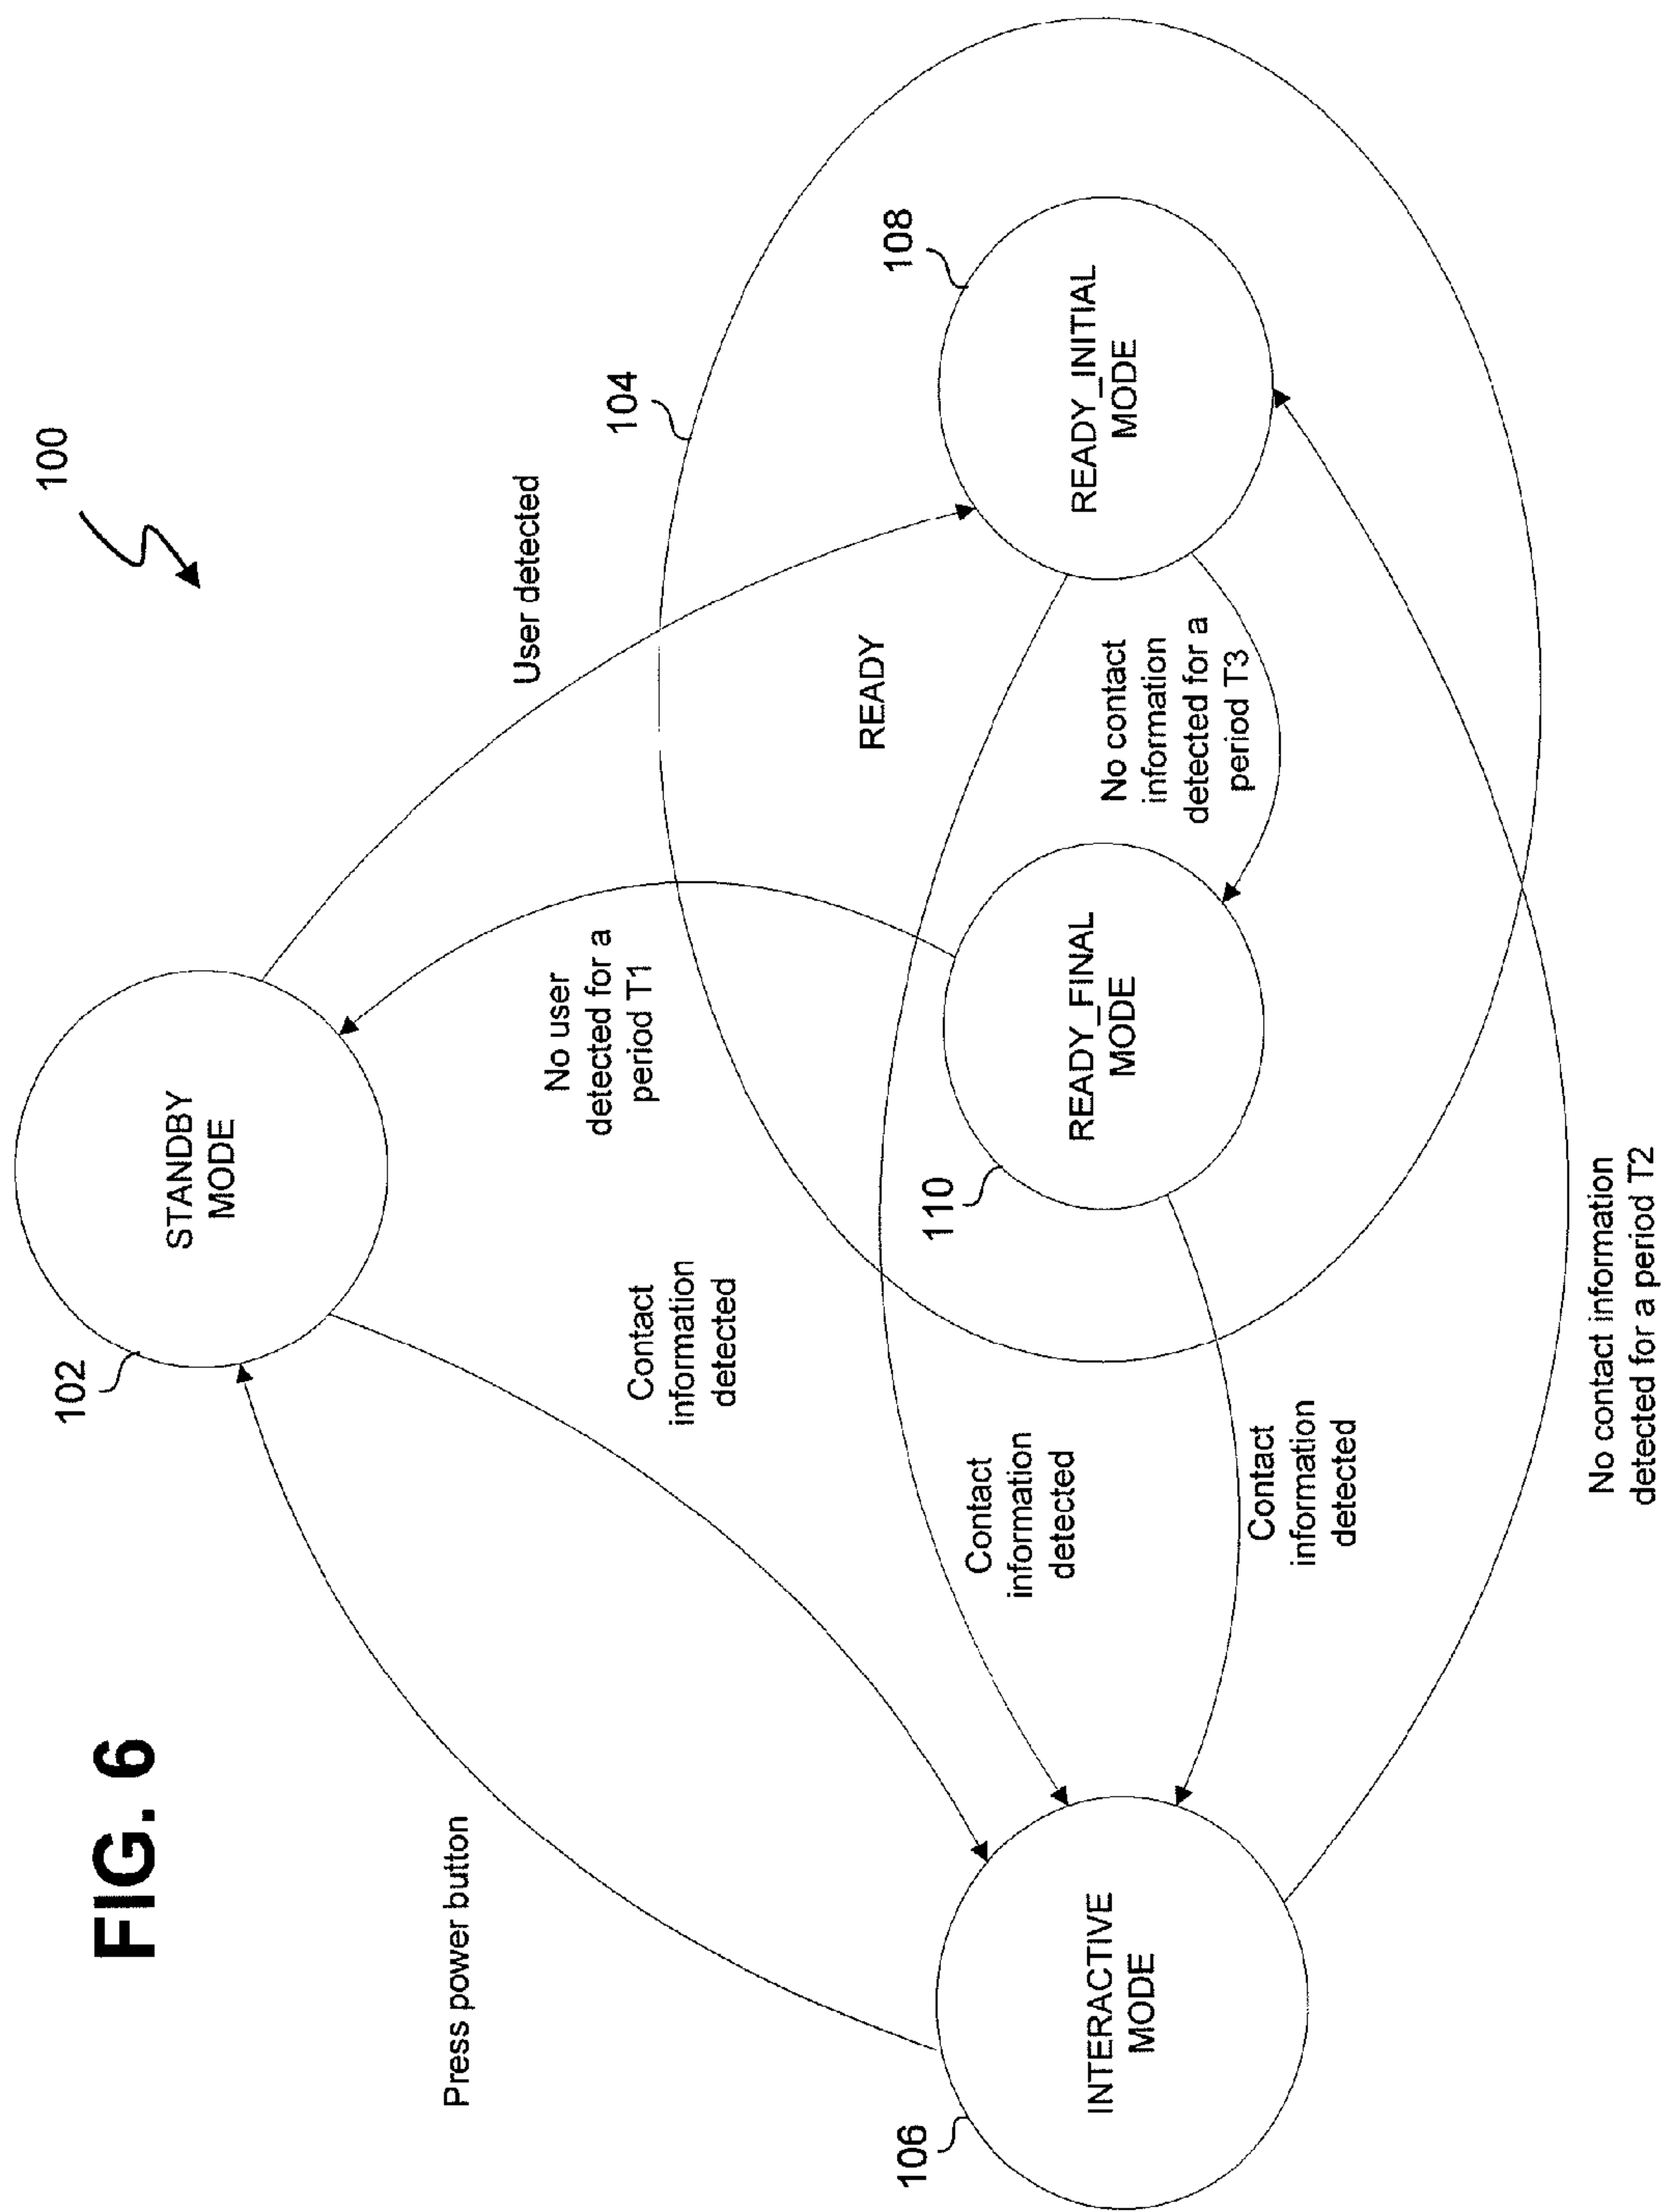 FIG. 6
100
102
STANDBY
MODE
Press power button
User detected
Contact
information
detected
No user
detected for a
period T1
104
READY
108
READY_INITIAL
MODE
No contact
information
detected for a
period T3
110
READY_FINAL
MODE
Contact
information
detected
Contact
information
detected
106
INTERACTIVE
MODE
No contact information
detected for a period T2